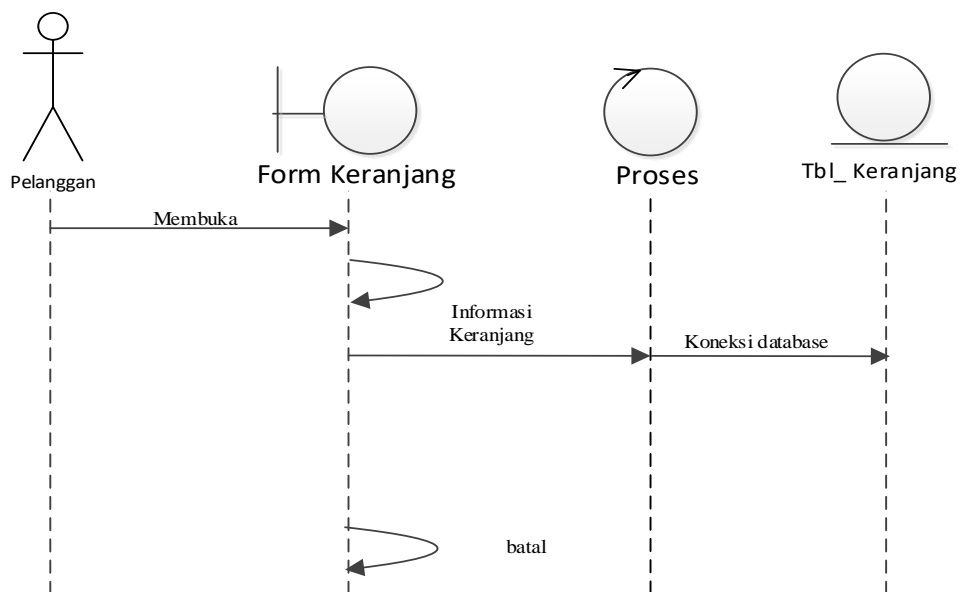 Pelanggan
Form Keranjang
Proses
Tbl_ Keranjang
Membuka
Informasi
Keranjang
Koneksi database
batal